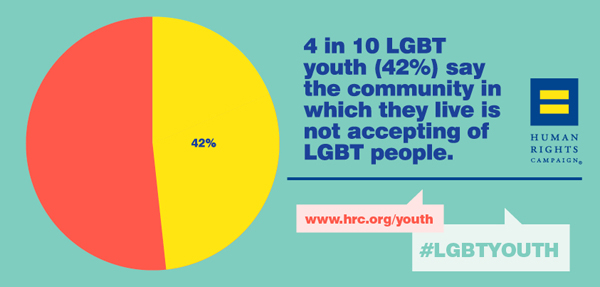 42%
4 in 10 LGBT
youth (42%) say
the community in
which they live is
not accepting of
LGBT people.
HUMAN
RIGHTS
CAMPAIGN®
www.hrc.org/youth
#LGBTYOUTH